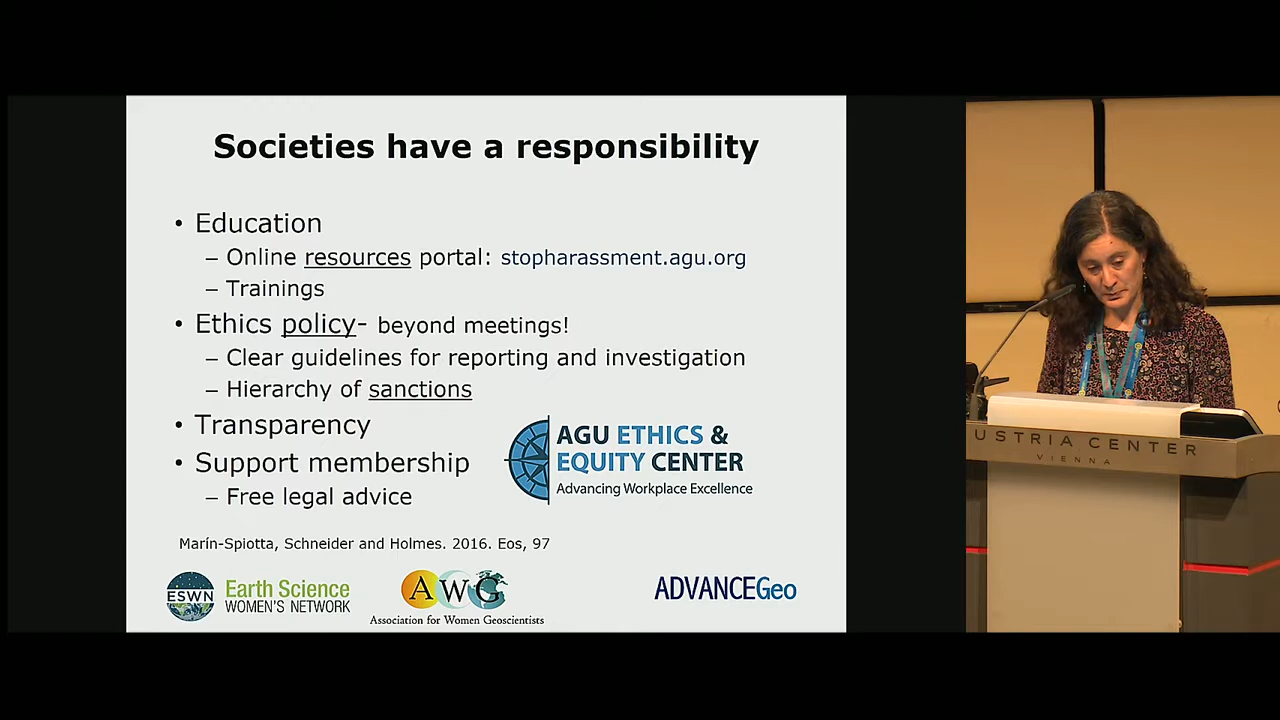 Societies have a responsibility
• Education
– Online resources portal: stopharassment.agu.org
– Trainings
• Ethics policy- beyond meetings!
– Clear guidelines for reporting and investigation
– Hierarchy of sanctions
• Transparency
• Support membership
– Free legal advice
AGU ETHICS &
EQUITY CENTER
Advancing Workplace Excellence
Marín-Spiotta, Schneider and Holmes. 2016. Eos, 97
ESWN
Earth Science
WOMEN'S NETWORK
AWG
Association for Women Geoscientists
ADVANCEGeo
USTRIA CENTER
VIENNA